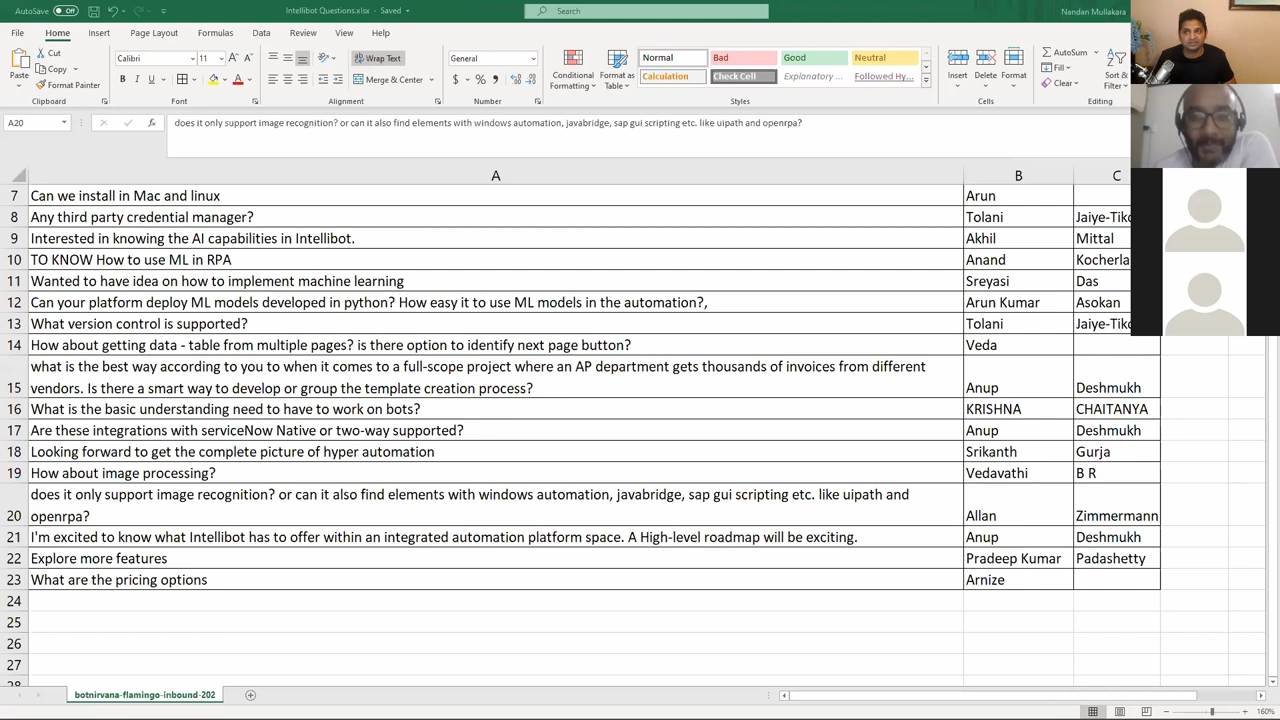 AutoSave Off Intellibot Questions.xlsx - Saved Search Nandan Mullakara
File Home Insert Page Layout Formulas Data Review View Help
Cut Calibri 11 Wrap Text General Normal Bad Good Neutral AutoSum
Paste Copy Conditional Formatting Format as Table Insert Delete Format Fill Sort & Filter
Format Painter B I U Merge & Center $ % Calculation Check Cell Explanatory ... Followed Hy... Clear
Clipboard Font Alignment Number Styles Cells Editing
A20 fx does it only support image recognition? or can it also find elements with windows automation, javabridge, sap gui scripting etc. like uipath and openrpa?
A B C
7 Can we install in Mac and linux Arun
8 Any third party credential manager? Tolani Jaiye-Tiko
9 Interested in knowing the AI capabilities in Intellibot. Akhil Mittal
10 TO KNOW How to use ML in RPA Anand Kocherla
11 Wanted to have idea on how to implement machine learning Sreyasi Das
12 Can your platform deploy ML models developed in python? How easy it to use ML models in the automation?, Arun Kumar Asokan
13 What version control is supported? Tolani Jaiye-Tiko
14 How about getting data - table from multiple pages? is there option to identify next page button? Veda
what is the best way according to you to when it comes to a full-scope project where an AP department gets thousands of invoices from different
15 vendors. Is there a smart way to develop or group the template creation process? Anup Deshmukh
16 What is the basic understanding need to have to work on bots? KRISHNA CHAITANYA
17 Are these integrations with serviceNow Native or two-way supported? Anup Deshmukh
18 Looking forward to get the complete picture of hyper automation Srikanth Gurja
19 How about image processing? Vedavathi B R
does it only support image recognition? or can it also find elements with windows automation, javabridge, sap gui scripting etc. like uipath and
20 openrpa? Allan Zimmermann
21 I'm excited to know what Intellibot has to offer within an integrated automation platform space. A High-level roadmap will be exciting. Anup Deshmukh
22 Explore more features Pradeep Kumar Padashetty
23 What are the pricing options Arnize
24
25
26
27
28
botnirvana-flamingo-inbound-202
160%